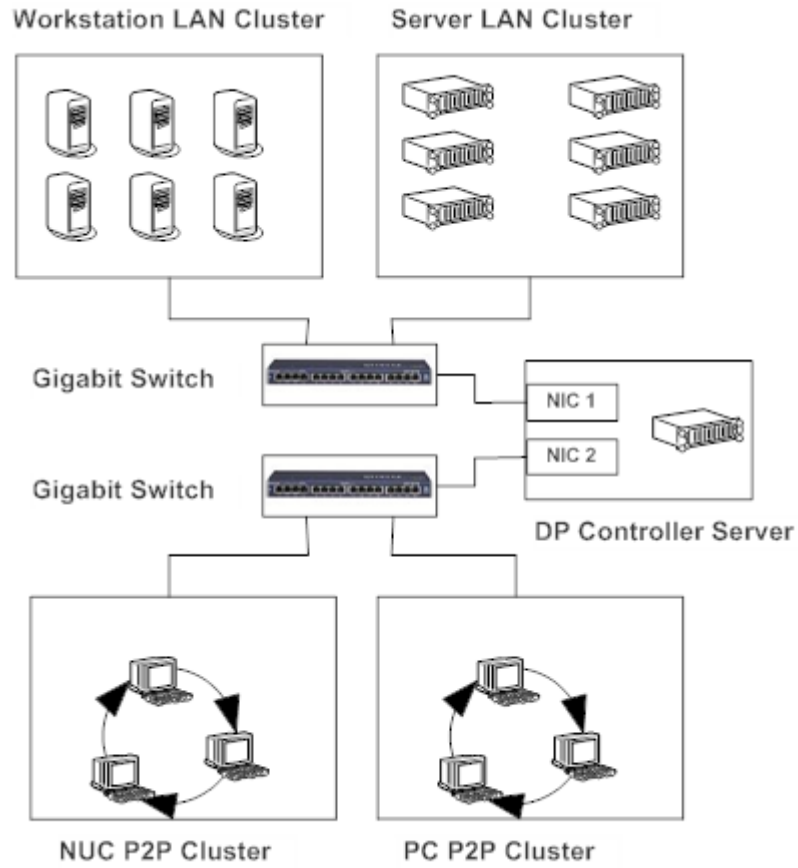 Workstation LAN Cluster
Server LAN Cluster
Gigabit Switch
NIC 1
NIC 2
Gigabit Switch
DP Controller Server
NUC P2P Cluster
PC P2P Cluster